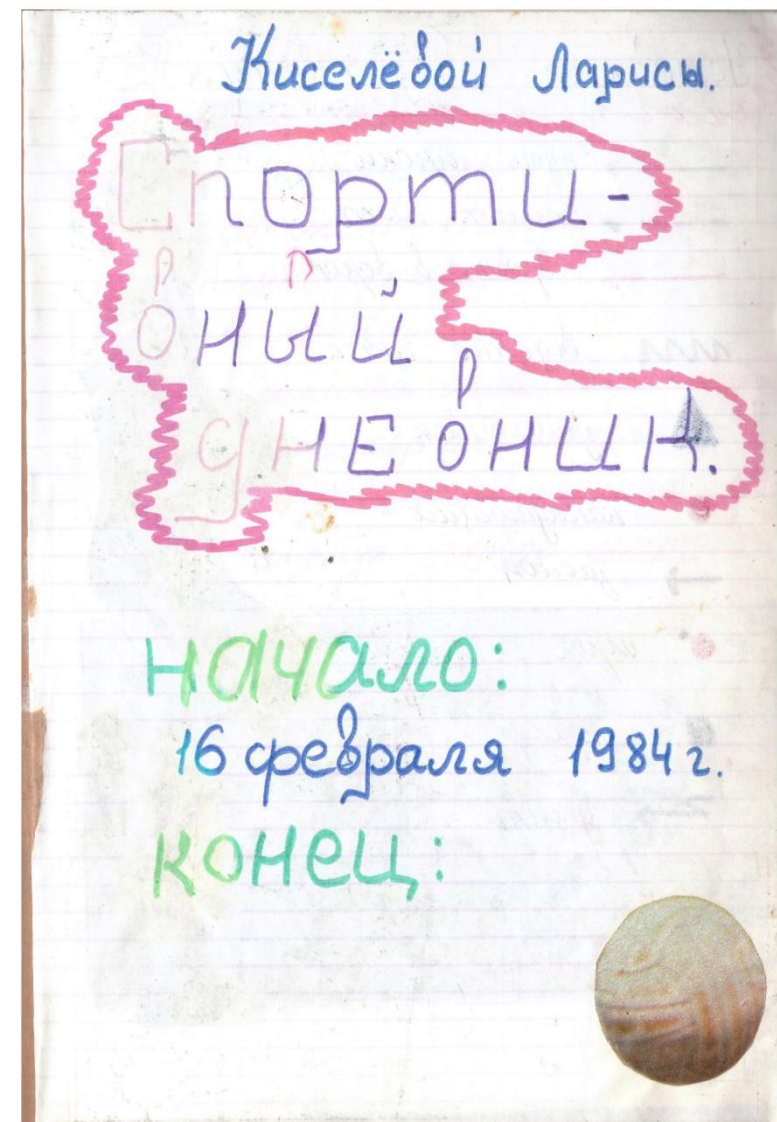 Киселёвой Ларисы.
Спорти-
вный
дневник.
начало:
16 февраля 1984 г.
конец: